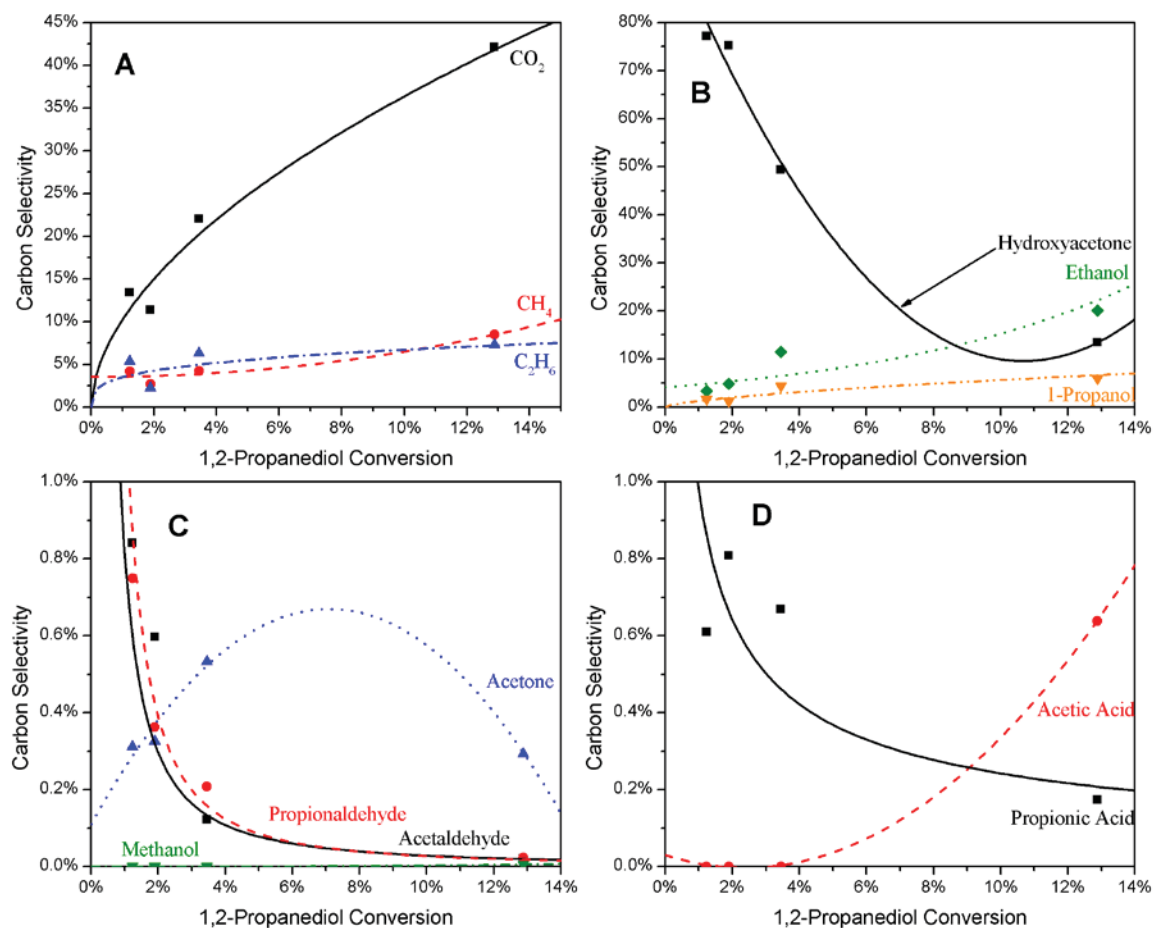 A
45%
40%
35%
30%
25%
20%
15%
10%
5%
0%
Carbon Selectivity
CO2
CH4
C2H6
0% 2% 4% 6% 8% 10% 12% 14%
1,2-Propanediol Conversion
B
80%
70%
60%
50%
40%
30%
20%
10%
0%
Carbon Selectivity
Hydroxyacetone
Ethanol
1-Propanol
0% 2% 4% 6% 8% 10% 12% 14%
1,2-Propanediol Conversion
C
1.0%
0.8%
0.6%
0.4%
0.2%
0.0%
Carbon Selectivity
Acetone
Propionaldehyde
Acetaldehyde
Methanol
0% 2% 4% 6% 8% 10% 12% 14%
1,2-Propanediol Conversion
D
1.0%
0.8%
0.6%
0.4%
0.2%
0.0%
Carbon Selectivity
Acetic Acid
Propionic Acid
0% 2% 4% 6% 8% 10% 12% 14%
1,2-Propanediol Conversion